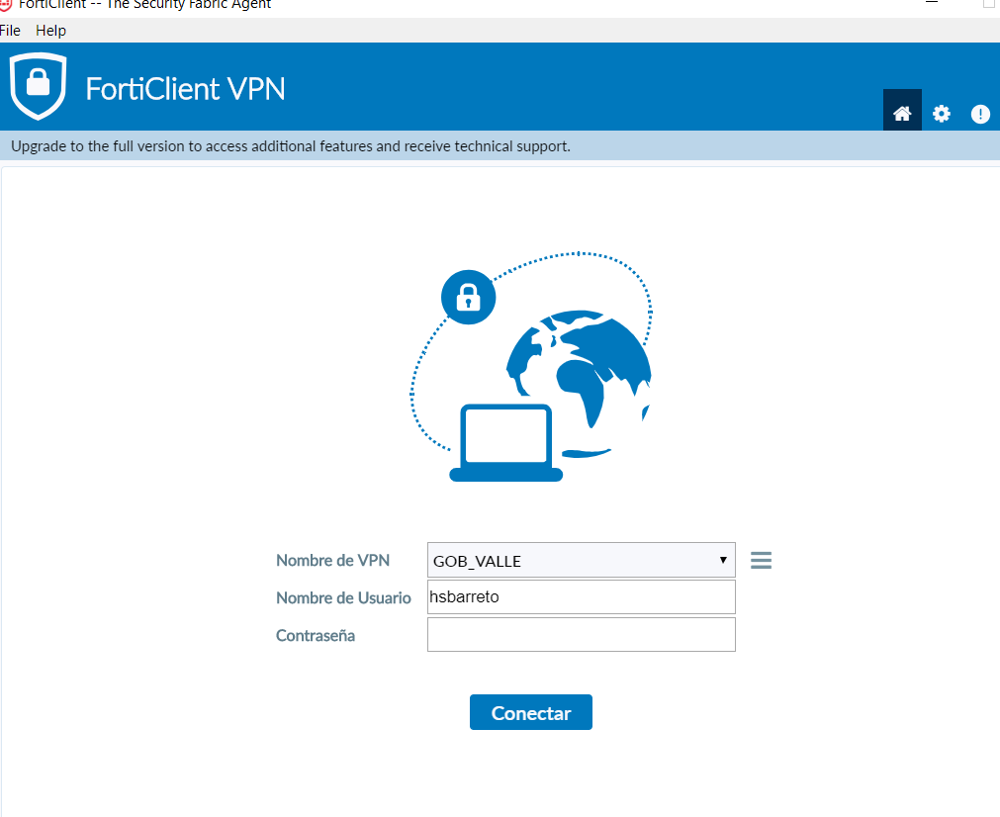 FortiClient -- The Security Fabric Agent
File Help
FortiClient VPN
Upgrade to the full version to access additional features and receive technical support.
Nombre de VPN GOB_VALLE
Nombre de Usuario hsbarreto
Contraseña
Conectar